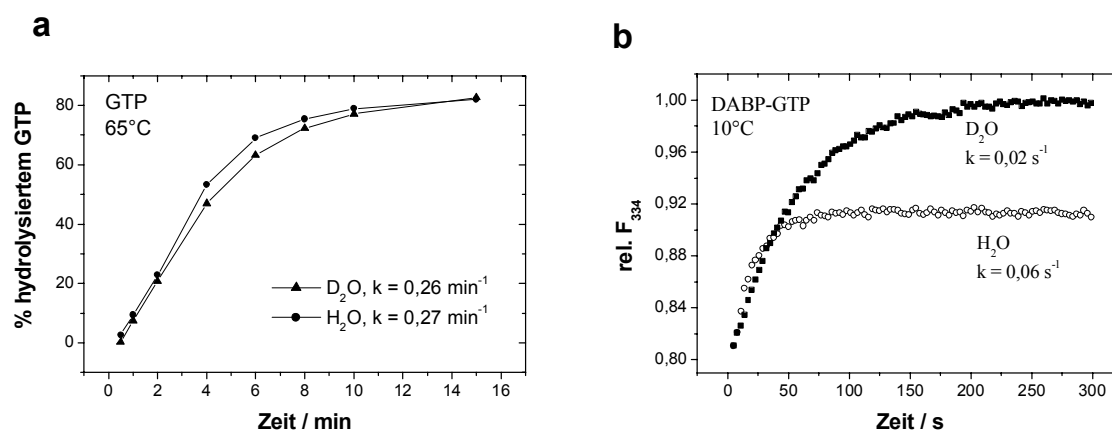 a
GTP
65°C
% hydrolysiertem GTP
80
60
40
20
0
D₂O, k = 0,26 min⁻¹
H₂O, k = 0,27 min⁻¹
0 2 4 6 8 10 12 14 16
Zeit / min
b
DABP-GTP
10°C
rel. F₃₃₄
1,00
0,96
0,92
0,88
0,84
0,80
D₂O
k = 0,02 s⁻¹
H₂O
k = 0,06 s⁻¹
0 50 100 150 200 250 300
Zeit / s